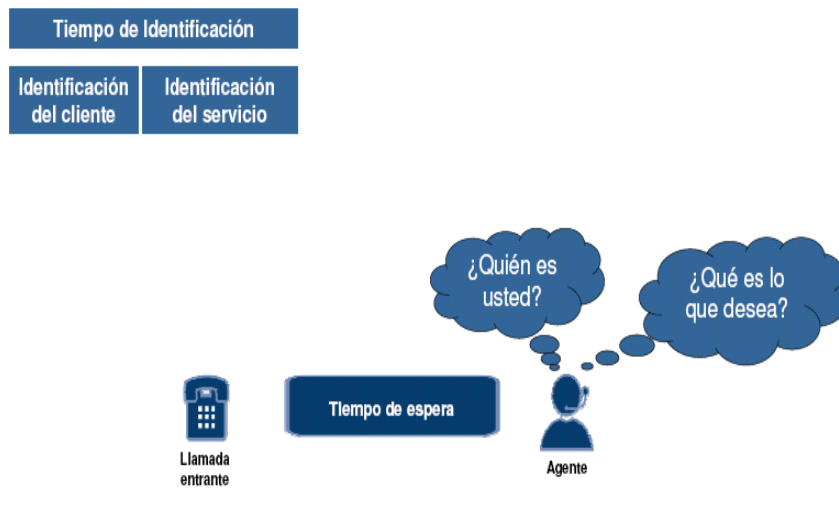 Tiempo de Identificación
Identificación
del cliente
Identificación
del servicio
¿Quién es
usted?
¿Qué es lo
que desea?
Tiempo de espera
Llamada
entrante
Agente